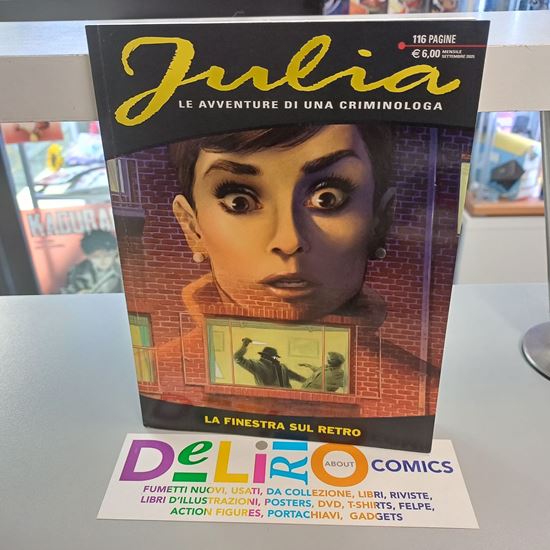 Julia
116 PAGINE
€ 6,00 MENSILE
SETTEMBRE 2025
LE AVVENTURE DI UNA CRIMINOLOGA
KAGURA
LA FINESTRA SUL RETRO
DeLiRiO ABOUT COMICS
FUMETTI NUOVI, USATI, DA COLLEZIONE, LIBRI, RIVISTE,
LIBRI D'ILLUSTRAZIONI, POSTERS, DVD, T-SHIRTS, FELPE,
ACTION FIGURES, PORTACHIAVI, GADGETS